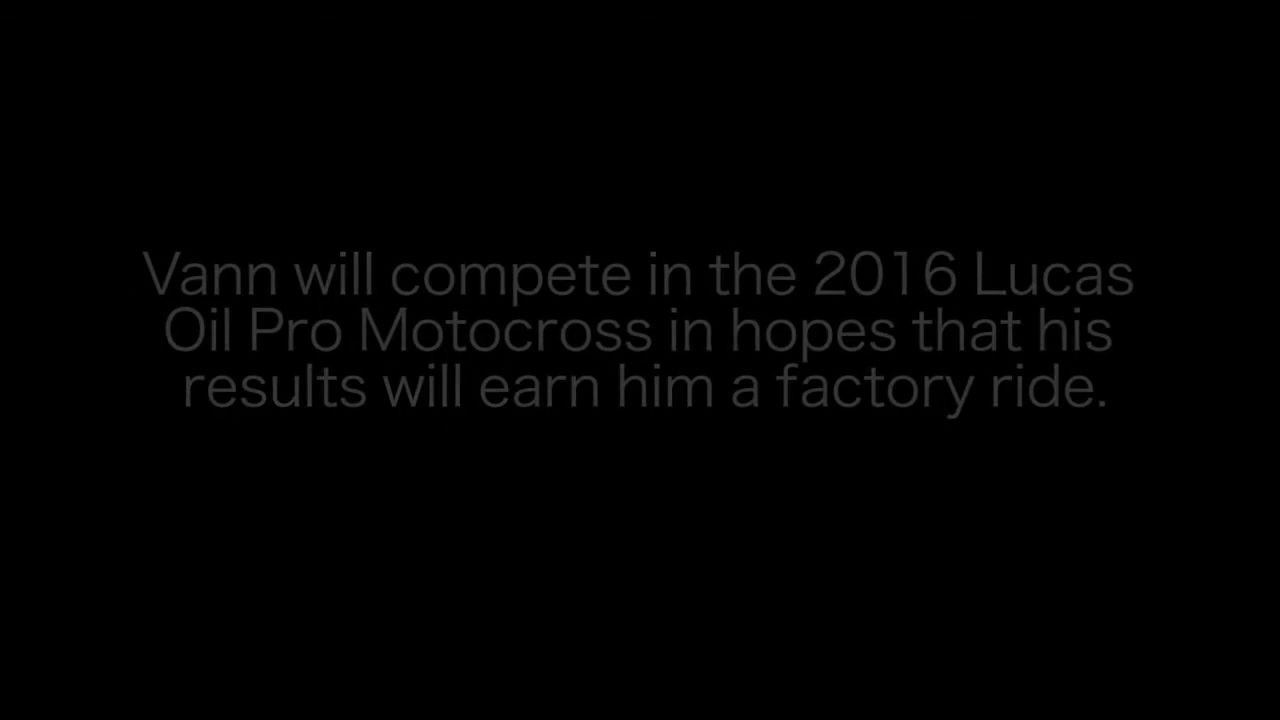 Vann will compete in the 2016 Lucas
Oil Pro Motocross in hopes that his
results will earn him a factory ride.